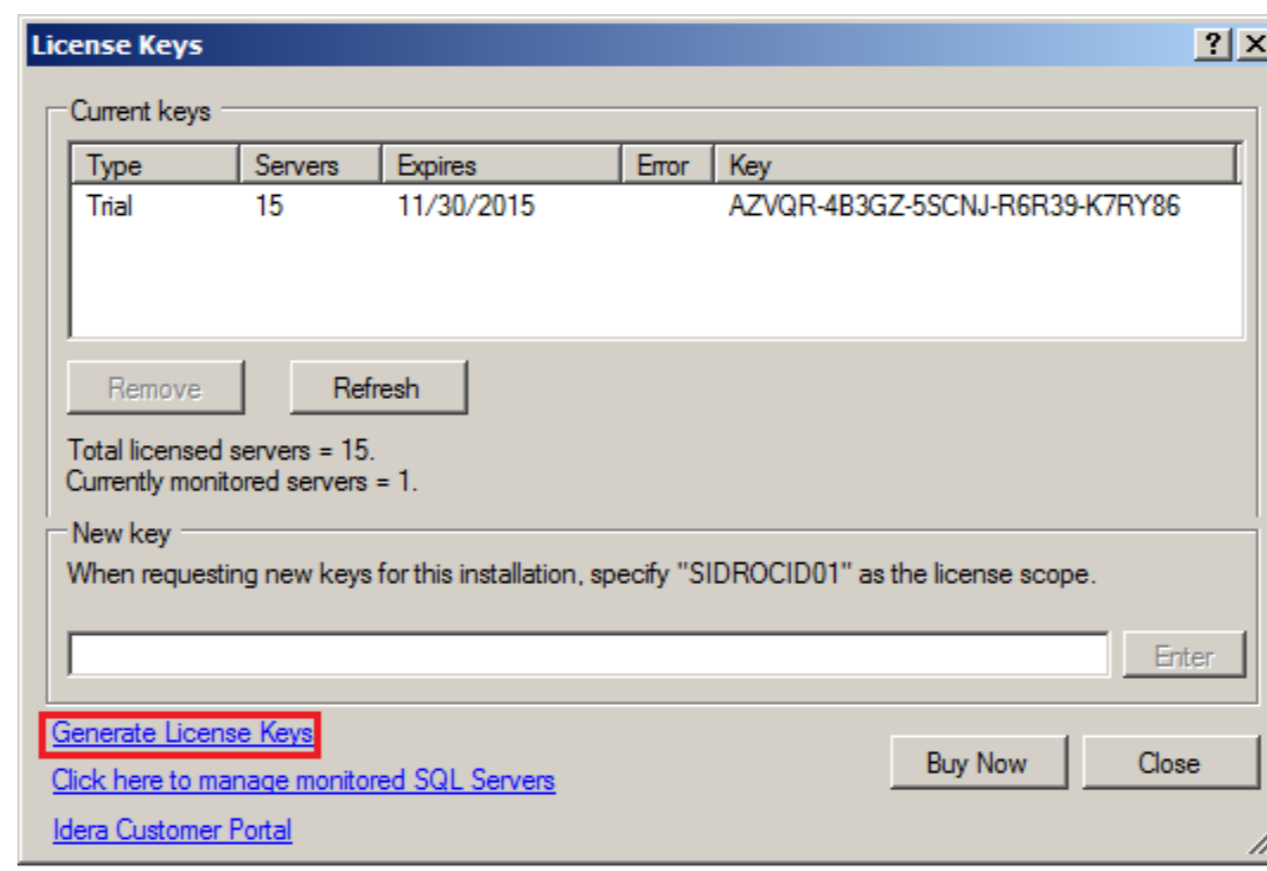 License Keys
Current keys
Type Servers Expires Error Key
Trial 15 11/30/2015 AZVQR-4B3GZ-5SCNJ-R6R39-K7RY86
Remove Refresh
Total licensed servers = 15.
Currently monitored servers = 1.
New key
When requesting new keys for this installation, specify "SIDROCID01" as the license scope.
Enter
Generate License Keys
Buy Now Close
Click here to manage monitored SQL Servers
Idera Customer Portal